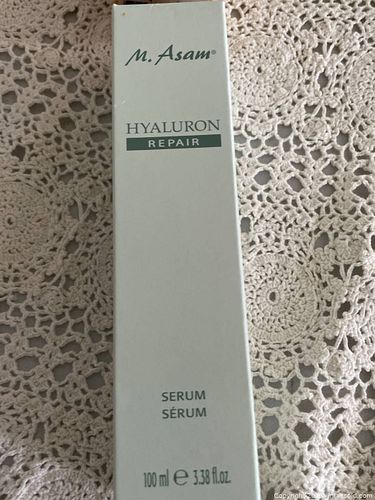 M. Asam®
HYALURON
REPAIR
SERUM
SÉRUM
100 ml ℮ 3.38 fl.oz.